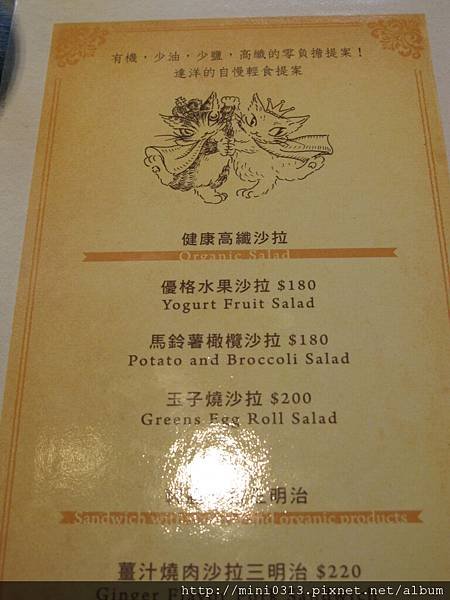 有機，少油，少鹽，高纖的零負擔提案！
達洋的自慢輕食提案
健康高纖沙拉
Organic Salad
優格水果沙拉 $180
Yogurt Fruit Salad
馬鈴薯橄欖沙拉 $180
Potato and Broccoli Salad
玉子燒沙拉 $200
Greens Egg Roll Salad
三明治
Sandwich with and organic products
薑汁燒肉沙拉三明治 $220
Ginger
http://mini0313.pixnet.net/album